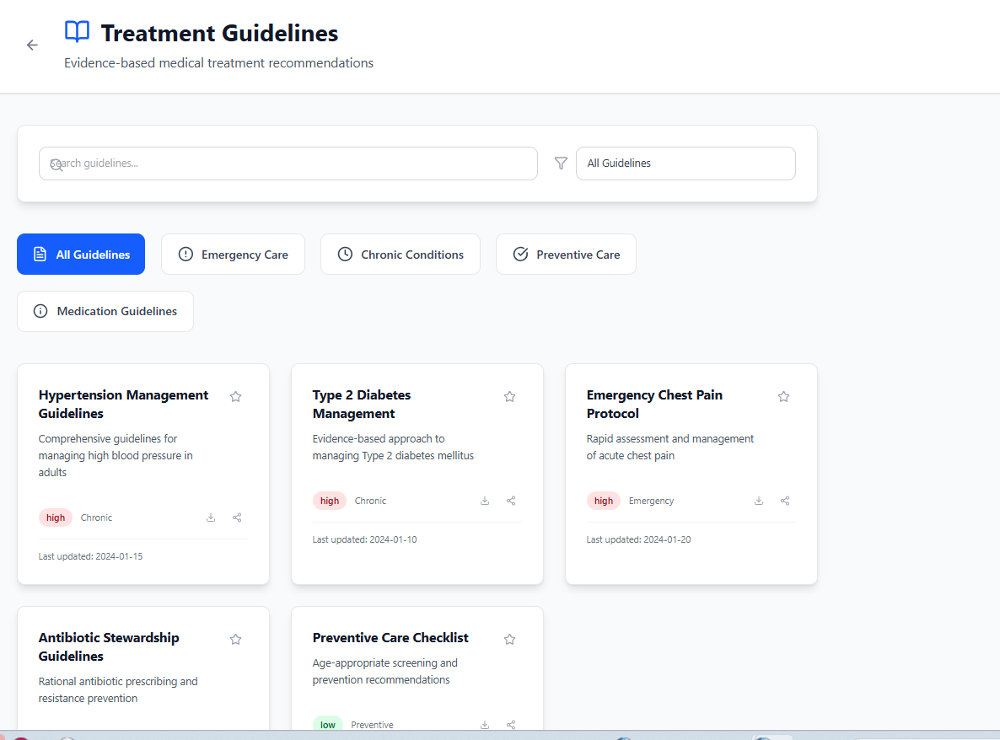 Treatment Guidelines
Evidence-based medical treatment recommendations
Search guidelines...
All Guidelines
All Guidelines
Emergency Care
Chronic Conditions
Preventive Care
Medication Guidelines
Hypertension Management
Guidelines
Comprehensive guidelines for
managing high blood pressure in
adults
high
Chronic
Last updated: 2024-01-15
Type 2 Diabetes
Management
Evidence-based approach to
managing Type 2 diabetes mellitus
high
Chronic
Last updated: 2024-01-10
Emergency Chest Pain
Protocol
Rapid assessment and management
of acute chest pain
high
Emergency
Last updated: 2024-01-20
Antibiotic Stewardship
Guidelines
Rational antibiotic prescribing and
resistance prevention
Preventive Care Checklist
Age-appropriate screening and
prevention recommendations
low
Preventive